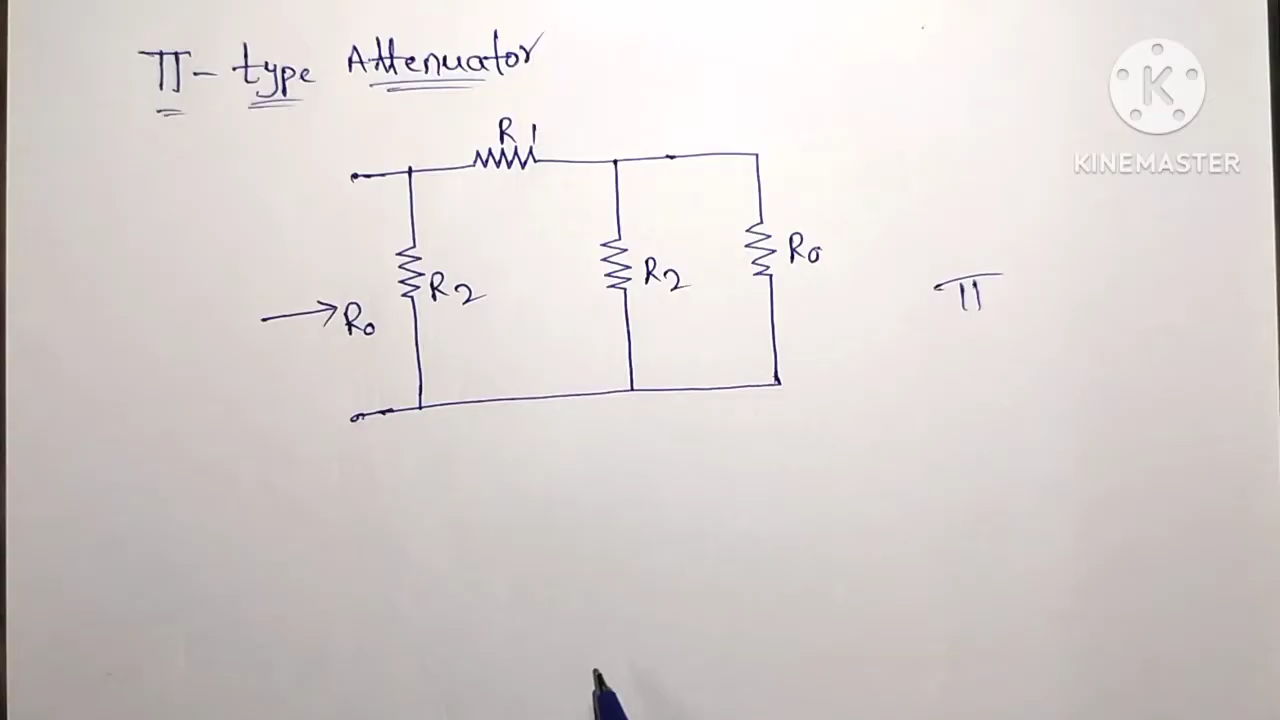 π - type Attenuator
R1
R2
R2
R0
R0
π
K
KINEMASTER